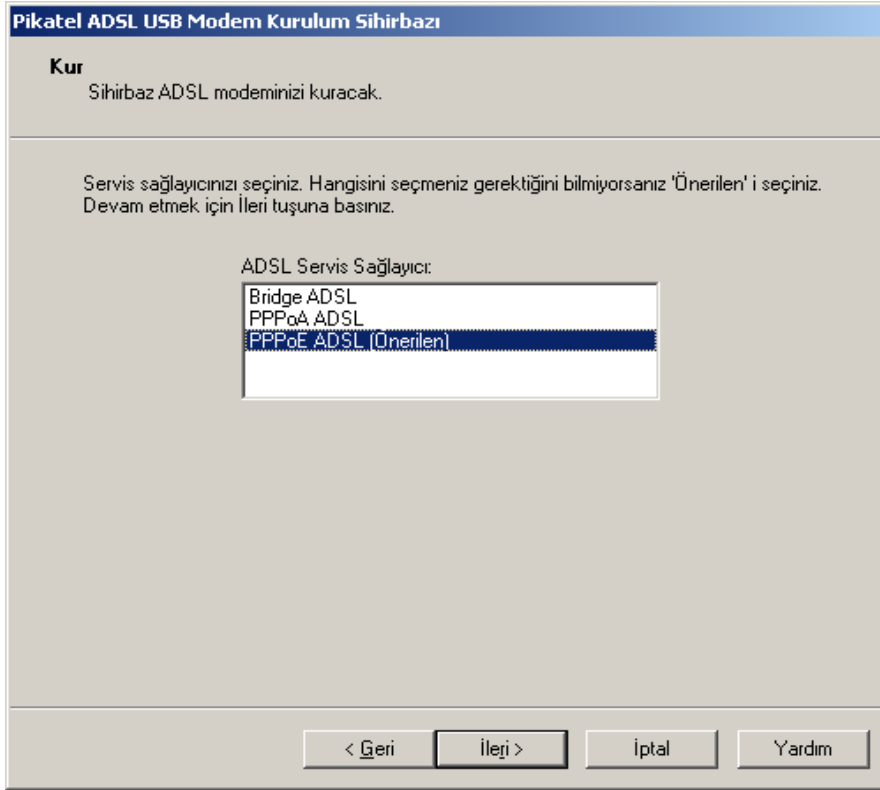 Pikatel ADSL USB Modem Kurulum Sihirbazı
Kur
Sihirbaz ADSL modeminizi kuracak.
Servis sağlayıcınızı seçiniz. Hangisini seçmeniz gerektiğini bilmiyorsanız 'Önerilen' i seçiniz.
Devam etmek için İleri tuşuna basınız.
ADSL Servis Sağlayıcı:
Bridge ADSL
PPPoA ADSL
PPPoE ADSL (Önerilen)
< Geri
İleri >
İptal
Yardım